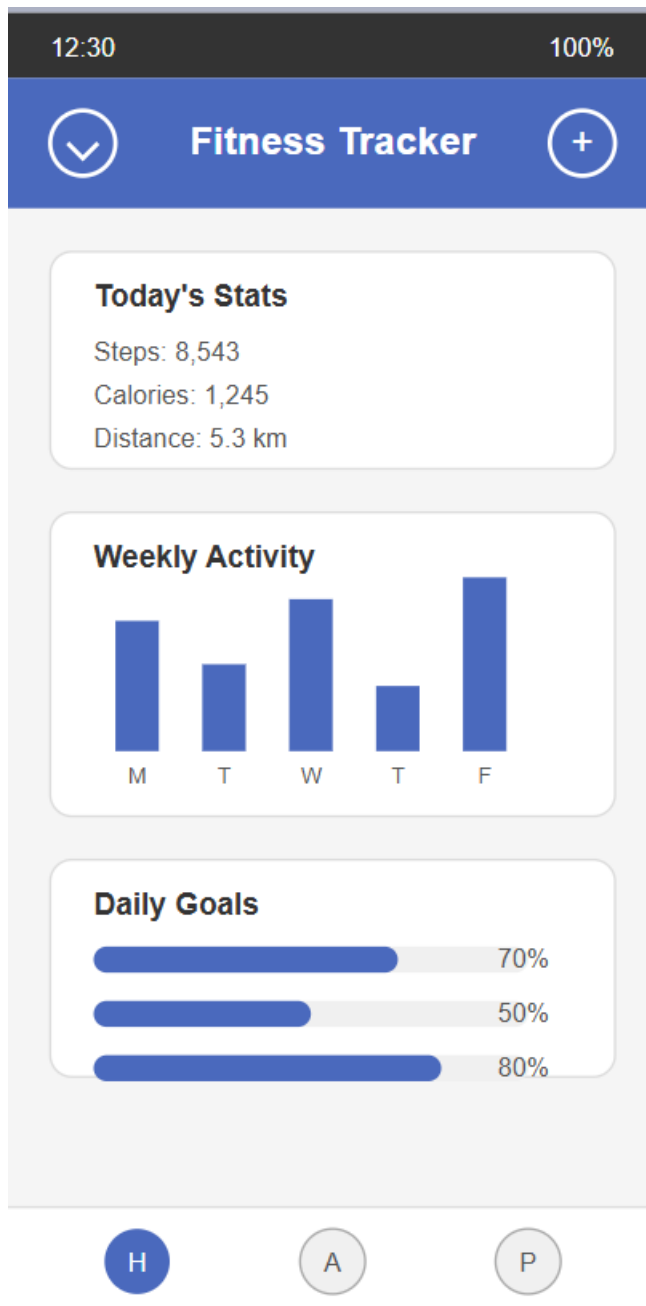 12:30 100%
Fitness Tracker +
Today's Stats
Steps: 8,543
Calories: 1,245
Distance: 5.3 km
Weekly Activity
M T W T F
Daily Goals
70%
50%
80%
H A P